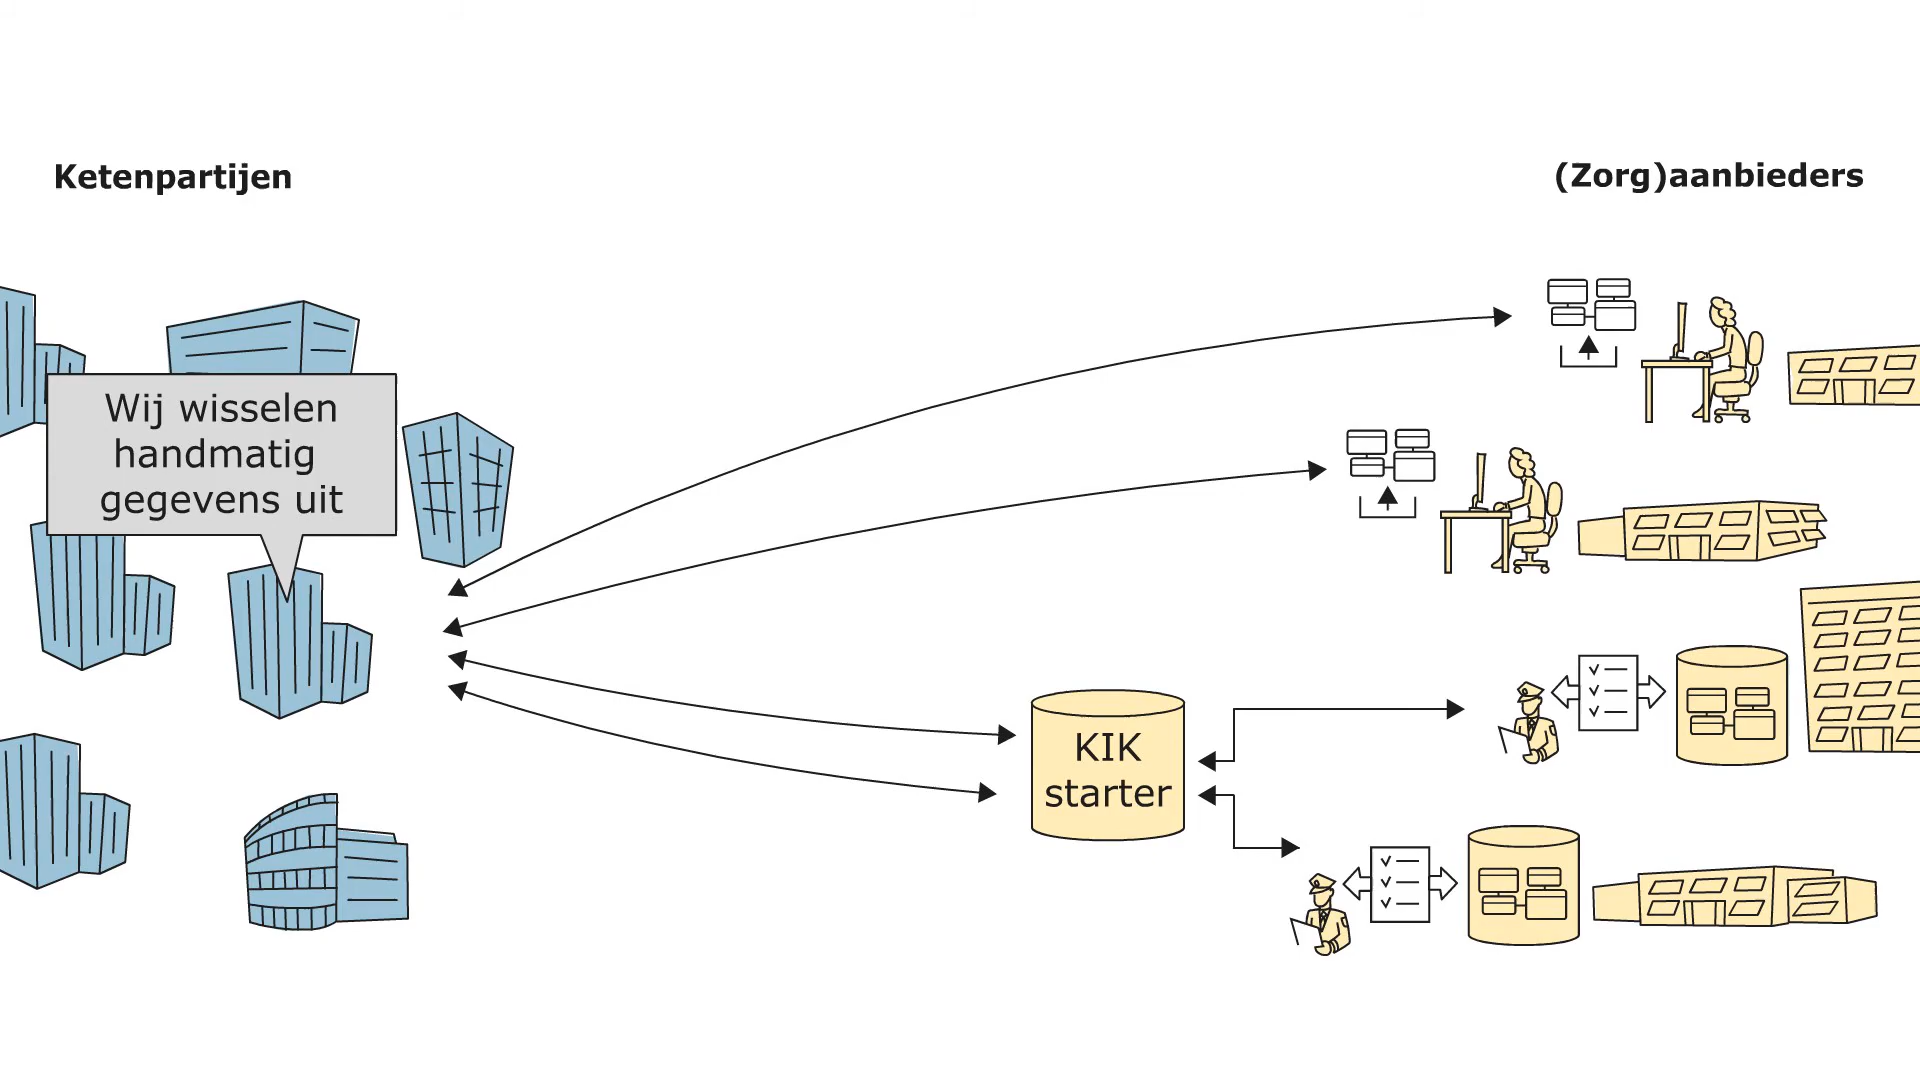 Ketenpartijen
(Zorg)aanbieders
Wij wisselen
handmatig
gegevens uit
KIK
starter